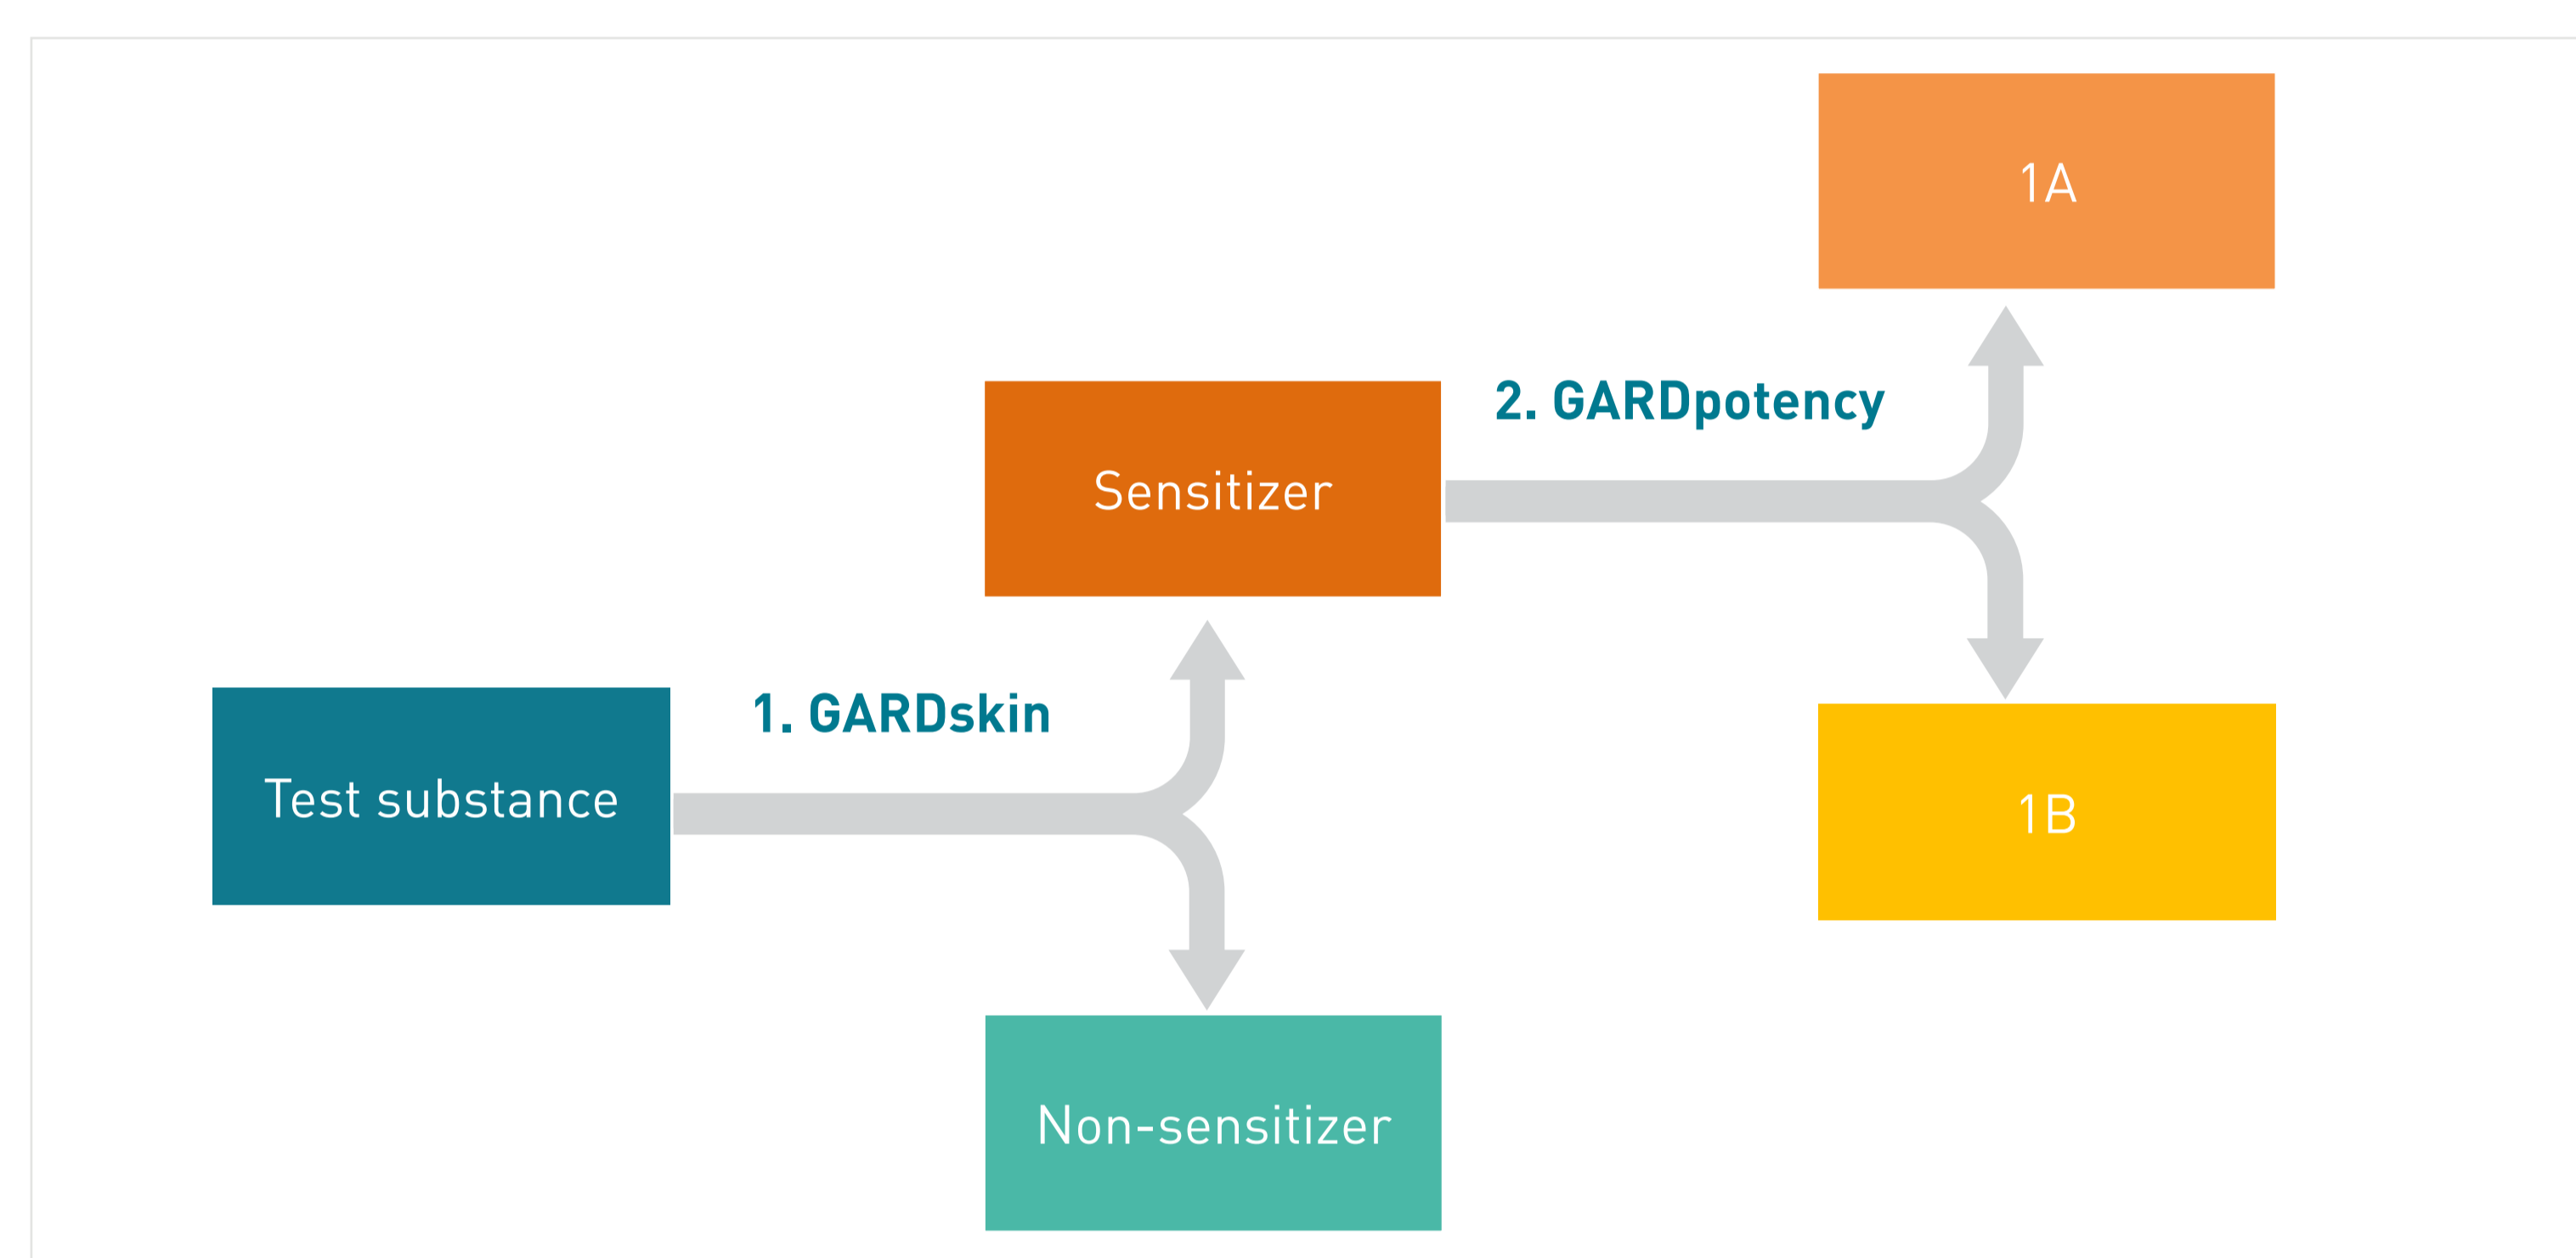 1A
2. GARDpotency
Sensitizer
1. GARDskin
Test substance
1B
Non-sensitizer